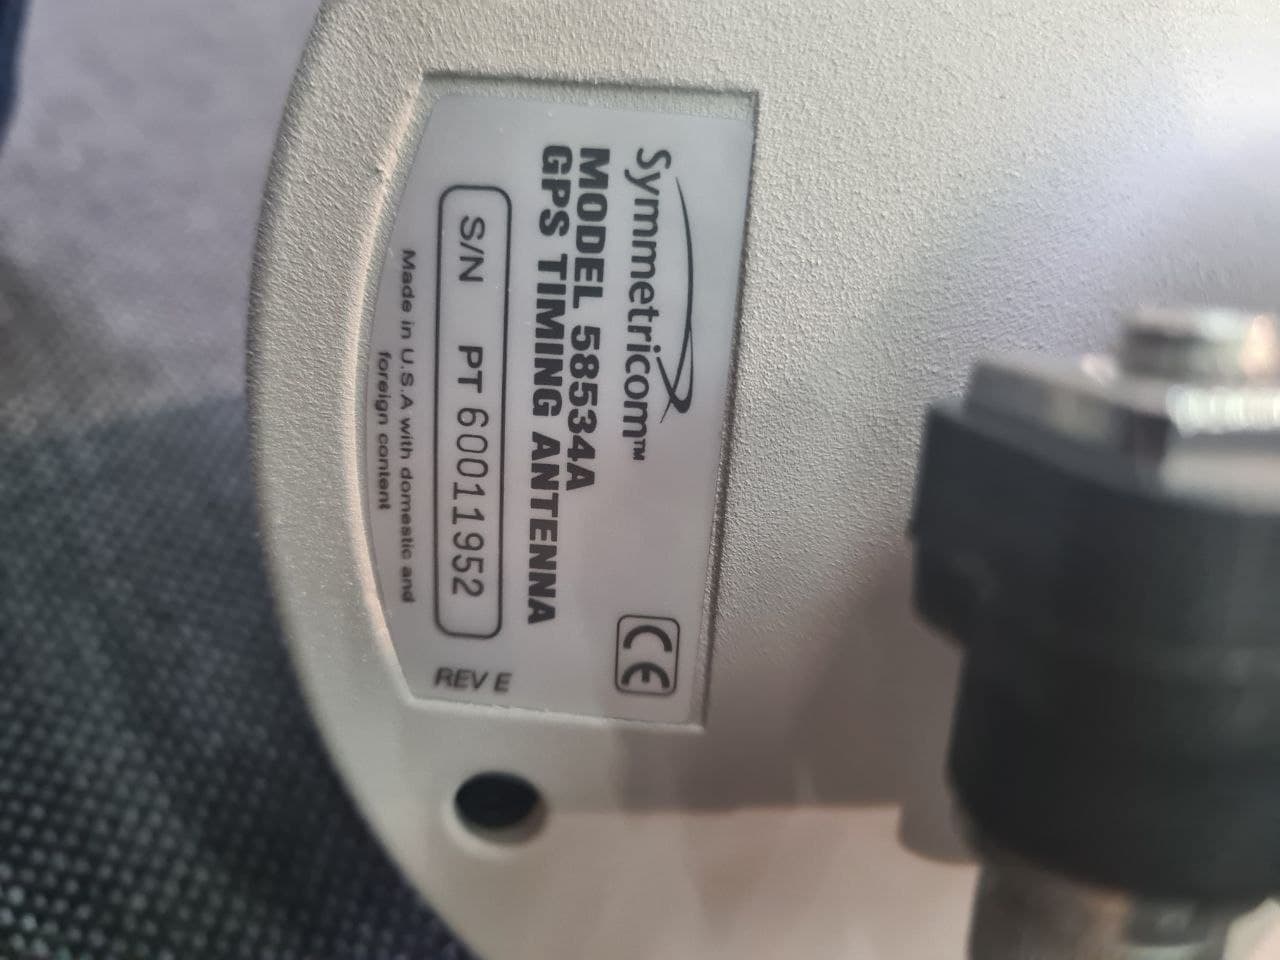 Symmetricom™
MODEL 58534A
GPS TIMING ANTENNA
CE
S/N PT 60011952
REV E
Made in U.S.A with domestic and
foreign content